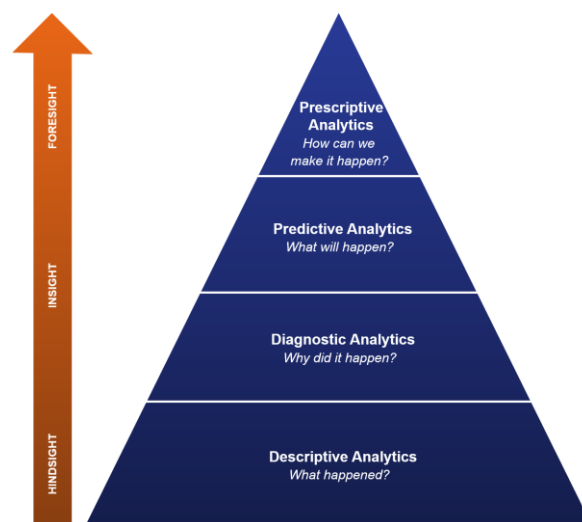 FORESIGHT
INSIGHT
HINDSIGHT
Prescriptive
Analytics
How can we
make it happen?
Predictive Analytics
What will happen?
Diagnostic Analytics
Why did it happen?
Descriptive Analytics
What happened?